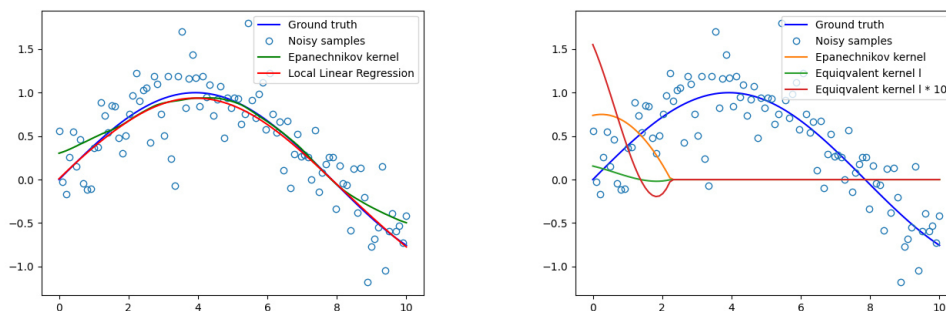 Ground truth
Noisy samples
Epanechnikov kernel
Local Linear Regression
1.5
1.0
0.5
0.0
−0.5
−1.0
0 2 4 6 8 10
Ground truth
Noisy samples
Epanechnikov kernel
Equiqvalent kernel l
Equiqvalent kernel l * 10
1.5
1.0
0.5
0.0
−0.5
−1.0
0 2 4 6 8 10